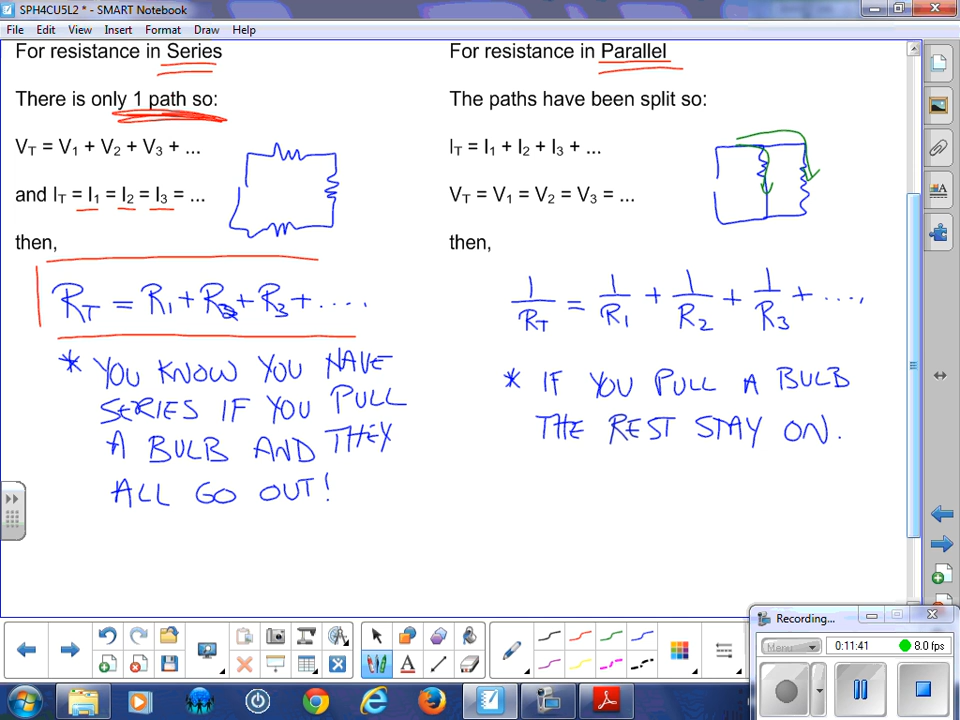 SPH4CU5L2 * - SMART Notebook
File Edit View Insert Format Draw Help
For resistance in Series
There is only 1 path so:
VT = V1 + V2 + V3 + ...
and IT = I1 = I2 = I3 = ...
then,
RT = R1 + R2 + R3 + ....
* YOU KNOW YOU HAVE
SERIES IF YOU PULL
A BULB AND THEY
ALL GO OUT!
For resistance in Parallel
The paths have been split so:
IT = I1 + I2 + I3 + ...
VT = V1 = V2 = V3 = ...
then,
1/RT = 1/R1 + 1/R2 + 1/R3 + ....
* IF YOU PULL A BULB
THE REST STAY ON.
Recording...
Menu 0:11:41 8.0 fps